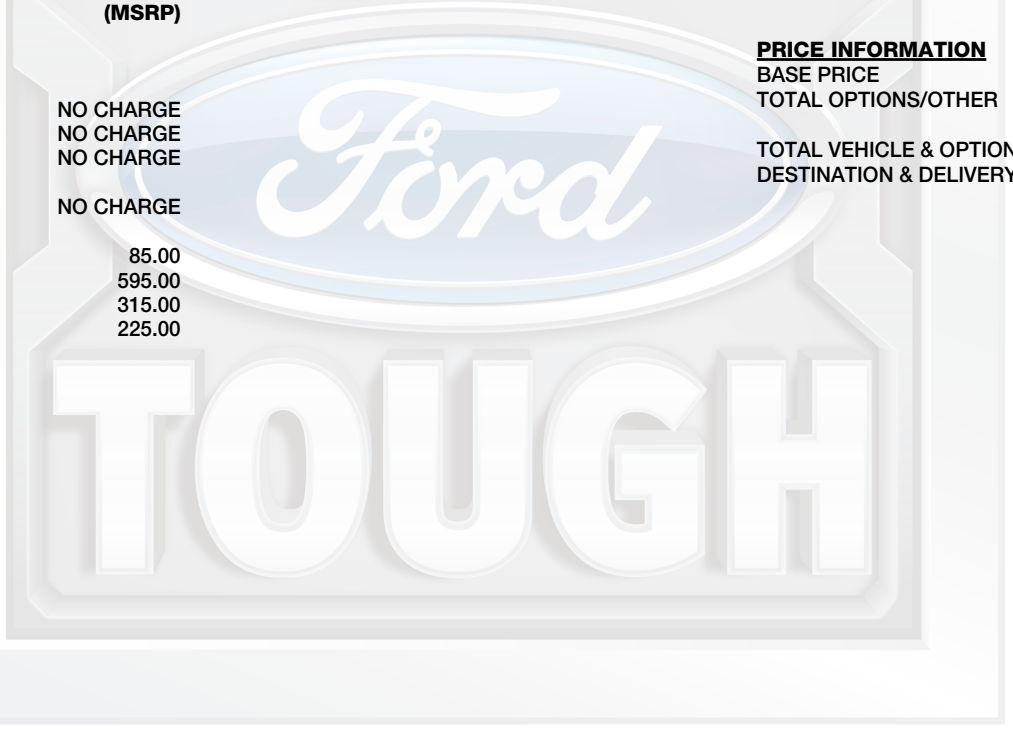 (MSRP)
NO CHARGE
NO CHARGE
NO CHARGE
NO CHARGE
85.00
595.00
315.00
225.00
PRICE INFORMATION
BASE PRICE
TOTAL OPTIONS/OTHER
TOTAL VEHICLE & OPTION
DESTINATION & DELIVERY
Ford
TOUGH